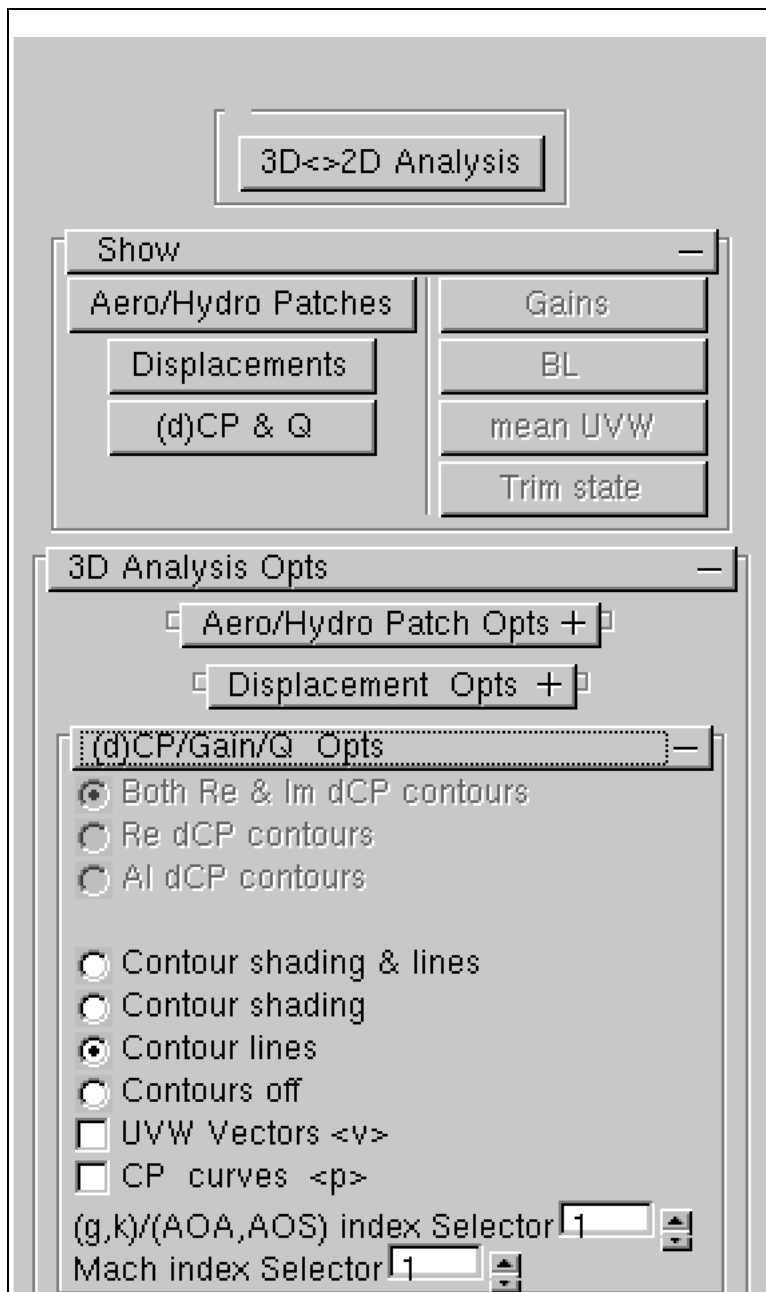 3D<>2D Analysis
Show
Aero/Hydro Patches
Gains
Displacements
BL
(d)CP & Q
mean UVW
Trim state
3D Analysis Opts
Aero/Hydro Patch Opts +
Displacement Opts +
(d)CP/Gain/Q Opts
Both Re & Im dCP contours
Re dCP contours
AI dCP contours
Contour shading & lines
Contour shading
Contour lines
Contours off
UVW Vectors <v>
CP curves <p>
(g,k)/(AOA,AOS) index Selector 1
Mach index Selector 1